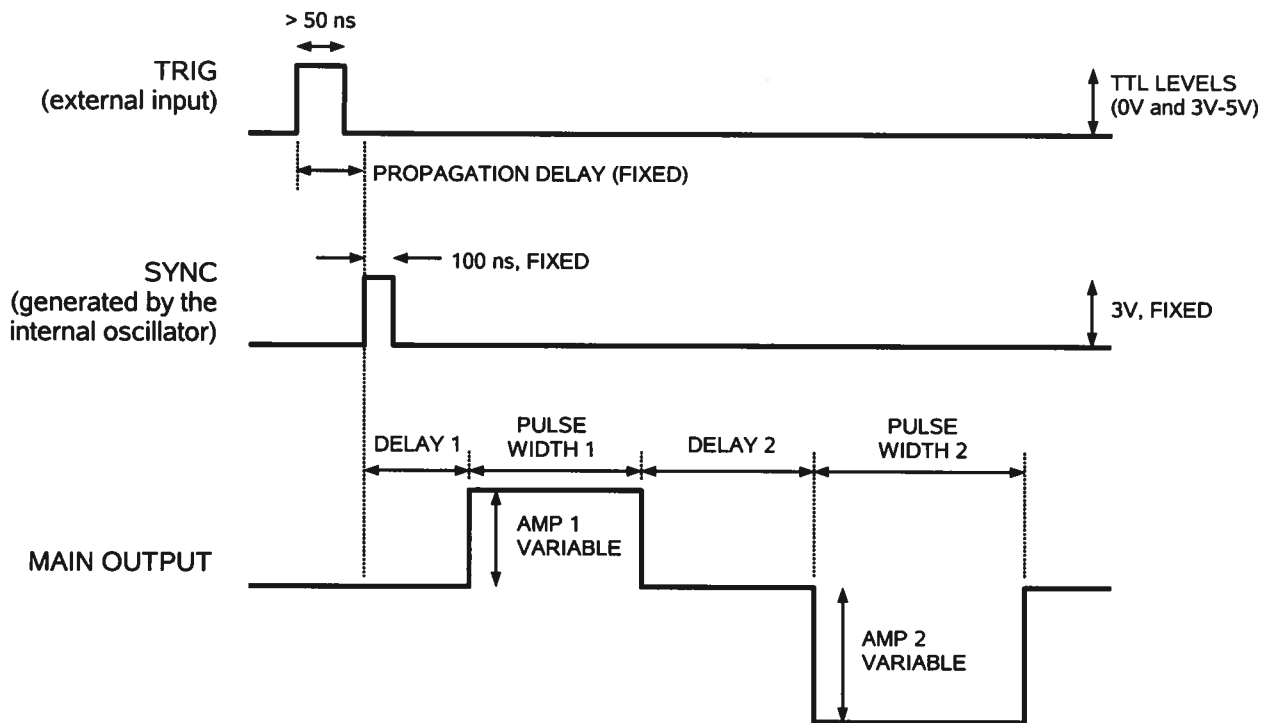 > 50 ns
TRIG
(external input)
TTL LEVELS
(0V and 3V-5V)
PROPAGATION DELAY (FIXED)
100 ns, FIXED
SYNC
(generated by the
internal oscillator)
3V, FIXED
DELAY 1
PULSE
WIDTH 1
DELAY 2
PULSE
WIDTH 2
AMP 1
VARIABLE
MAIN OUTPUT
AMP 2
VARIABLE